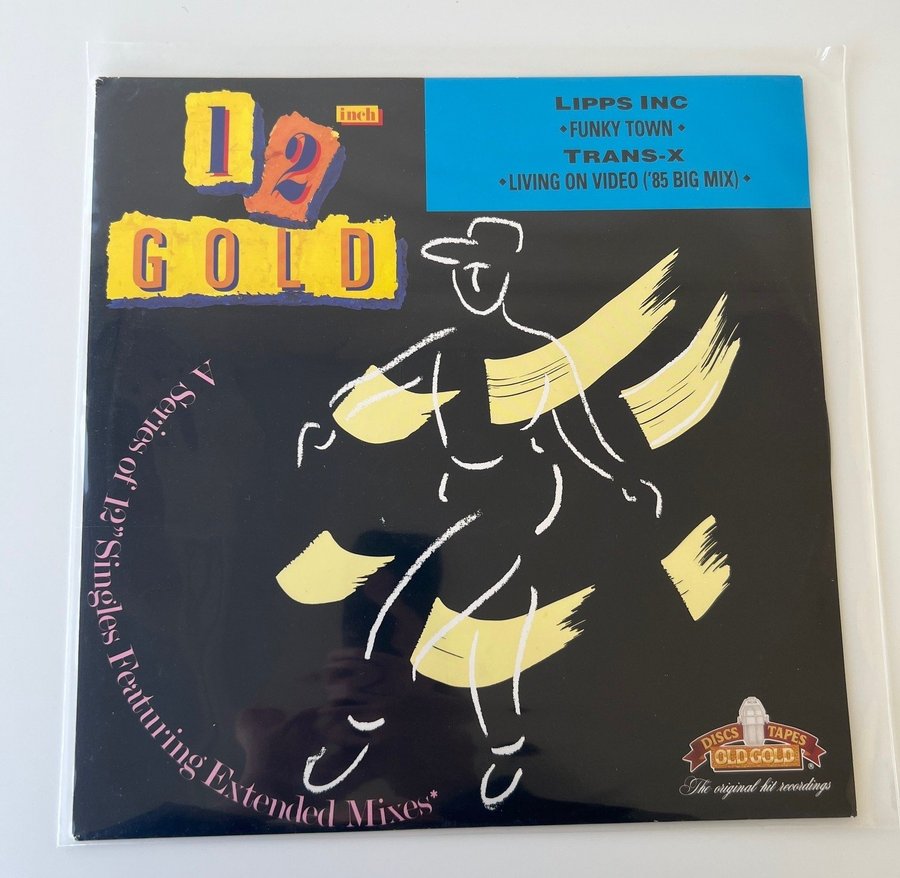 12 inch
GOLD
LIPPS INC
◆ FUNKY TOWN ◆
TRANS-X
◆ LIVING ON VIDEO ('85 BIG MIX) ◆
A Series of 12" Singles Featuring Extended Mixes*
DISCS TAPES
OLD GOLD ®
The original hit recordings